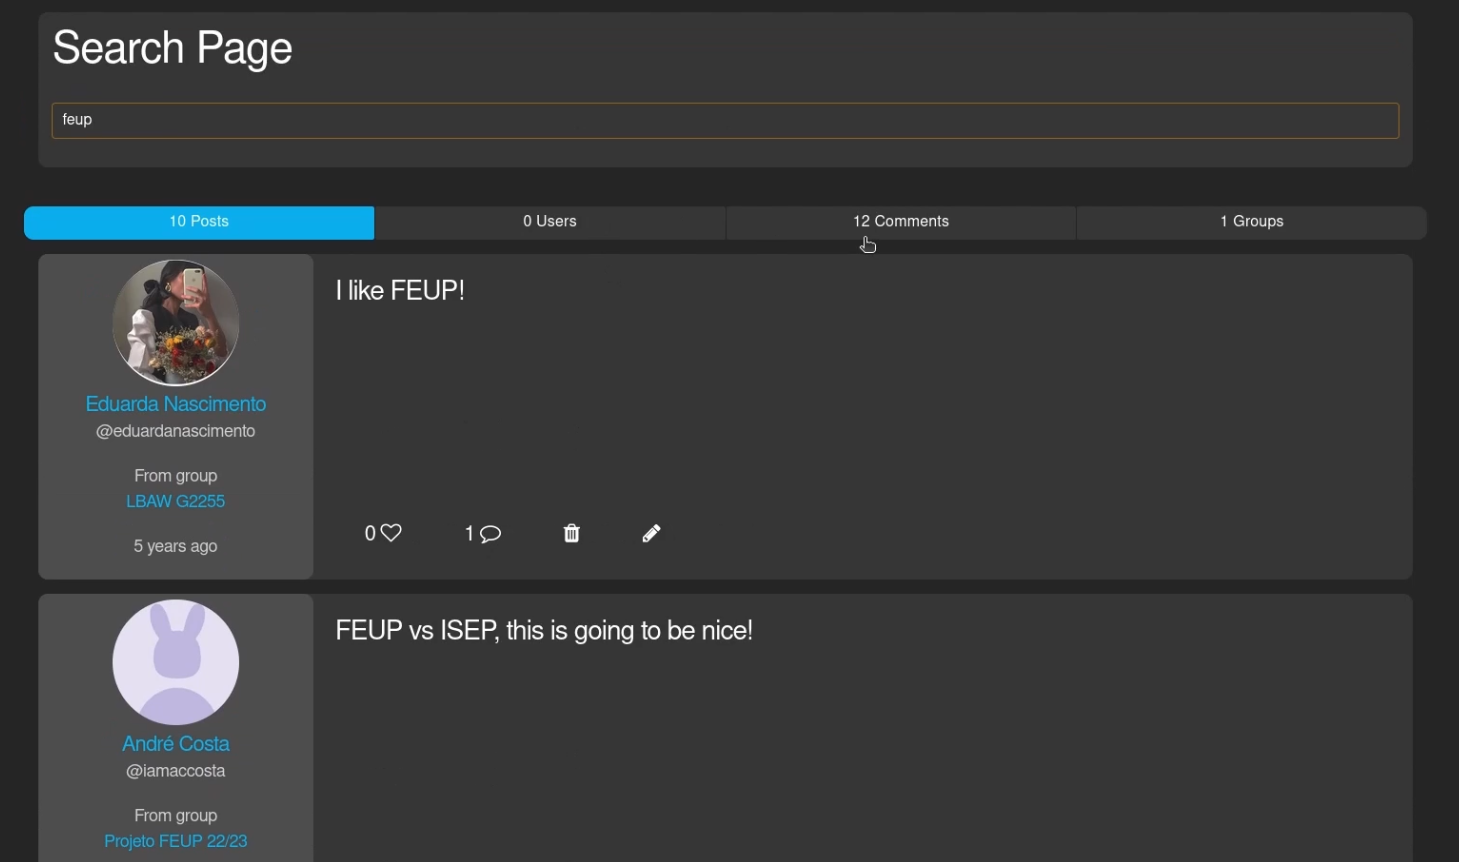 Search Page
feup
10 Posts
0 Users
12 Comments
1 Groups
I like FEUP!
Eduarda Nascimento
@eduardanascimento
From group
LBAW G2255
5 years ago
0
1
FEUP vs ISEP, this is going to be nice!
André Costa
@iamaccosta
From group
Projeto FEUP 22/23